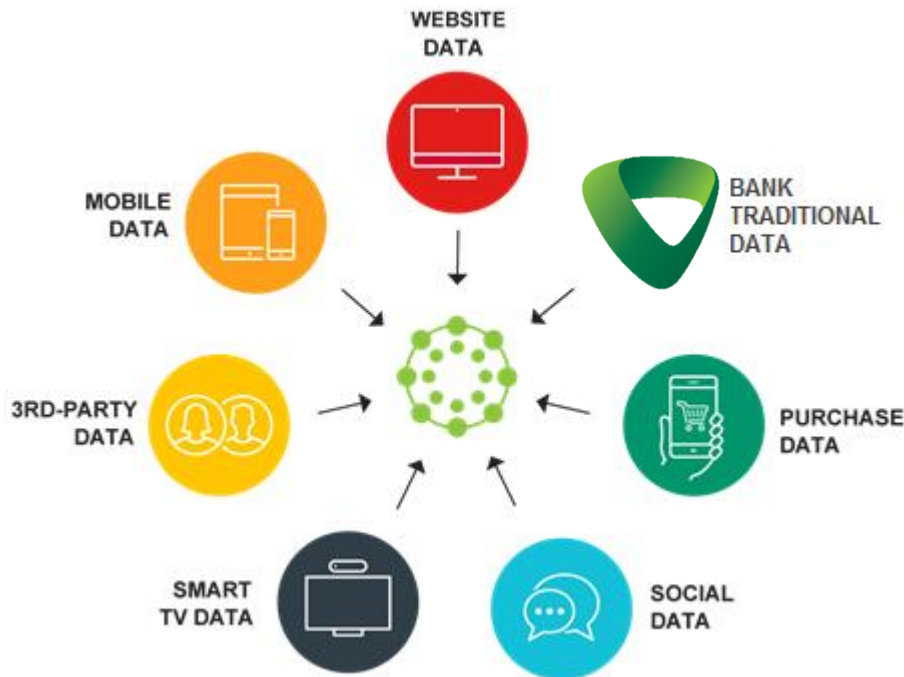 WEBSITE
DATA
BANK
TRADITIONAL
DATA
MOBILE
DATA
3RD-PARTY
DATA
PURCHASE
DATA
SMART
TV DATA
SOCIAL
DATA